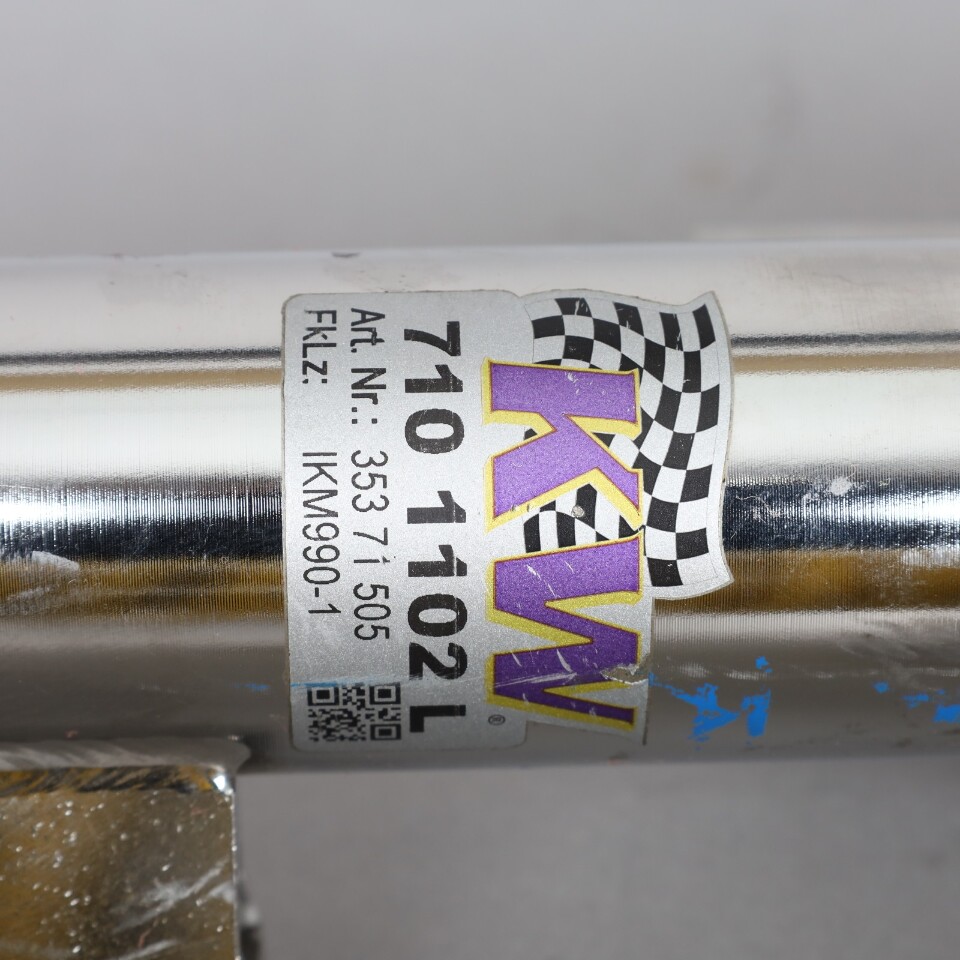 KW®
710 1102 L
Art. Nr.: 353 71 505
FkLz: IKM990-1